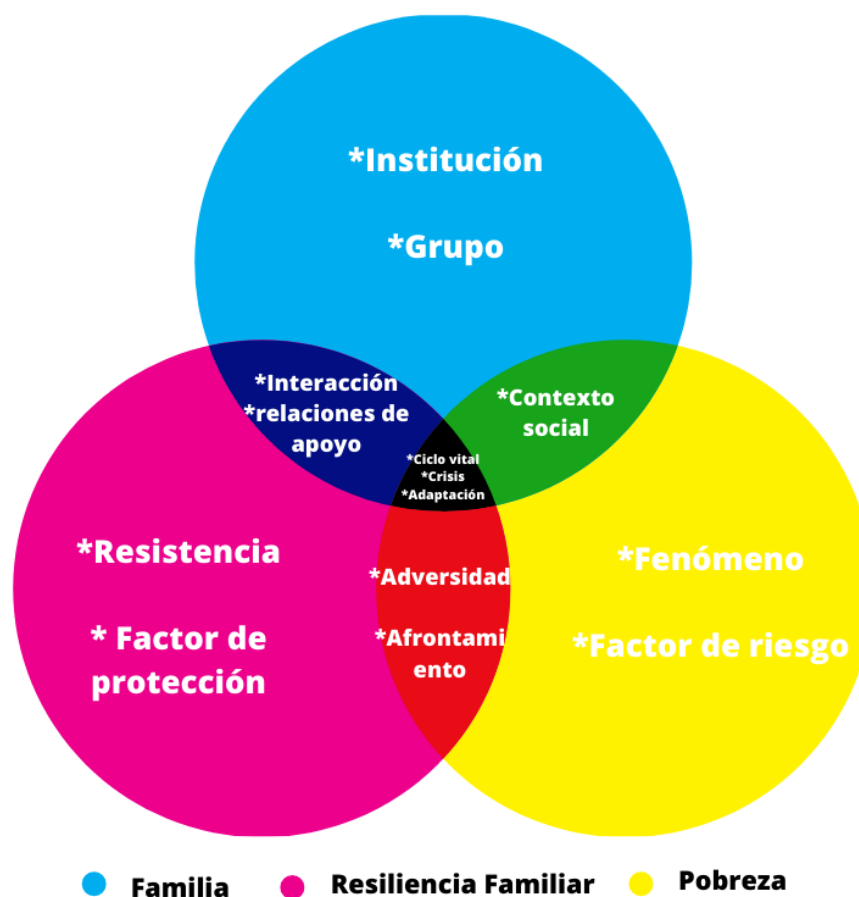 *Institución
*Grupo
*Interacción
*relaciones de
apoyo
*Contexto
social
*Ciclo vital
*Crisis
*Adaptación
*Resistencia
* Factor de
protección
*Adversidad
*Afrontami
ento
*Fenómeno
*Factor de riesgo
Familia
Resiliencia Familiar
Pobreza